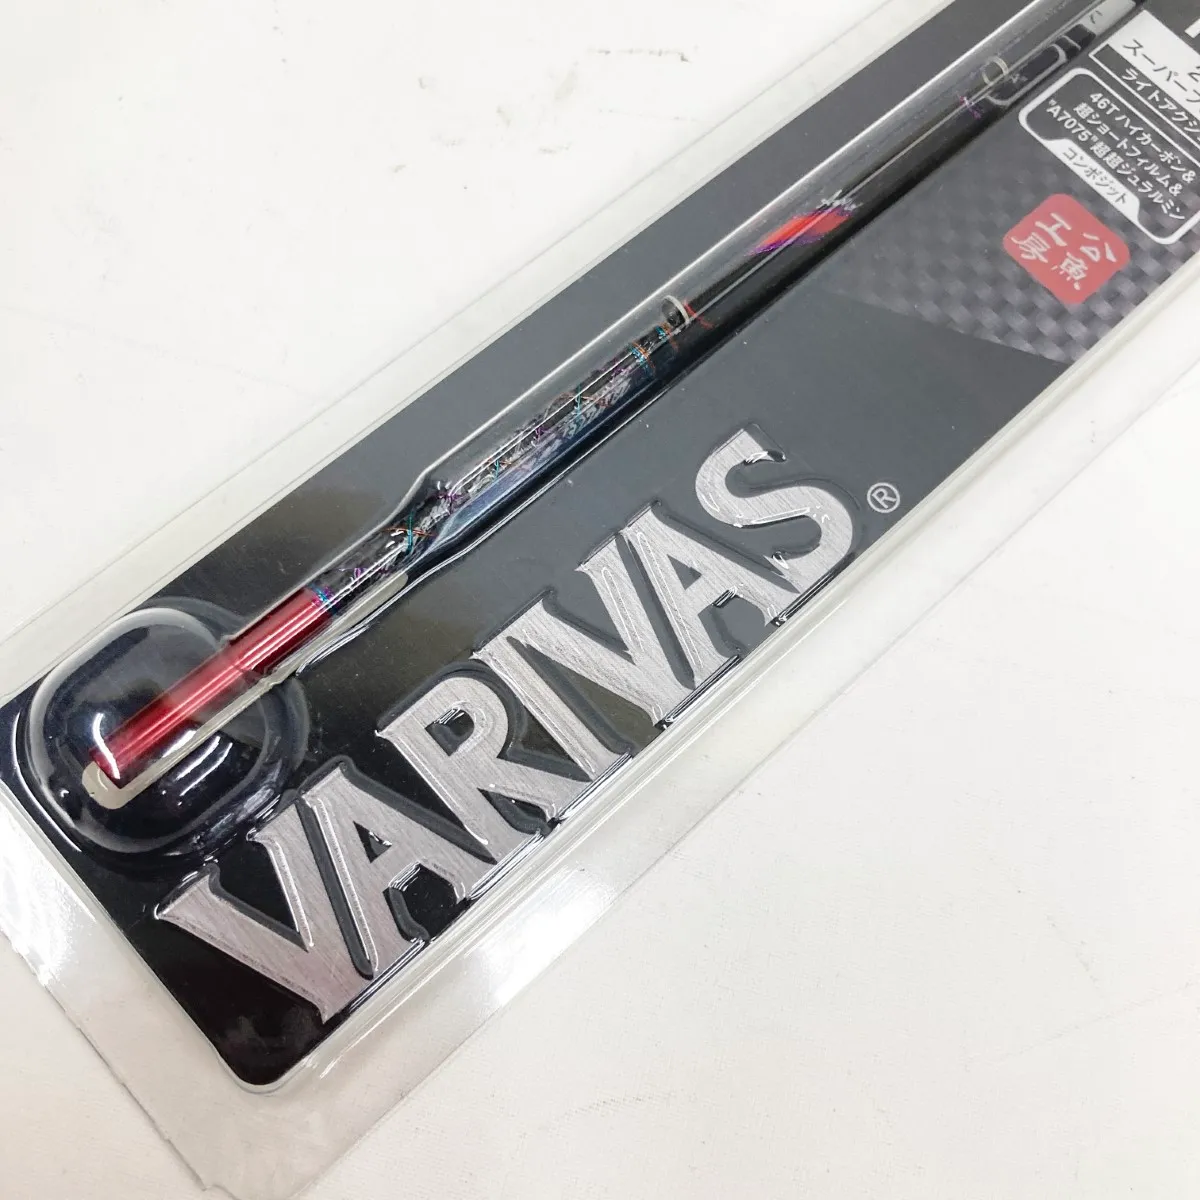 スーパー
ライトアクシ
46Tハイカーボン&
超ショートフィルム&
"A7075"超超ジュラルミン
コンポジット
公魚
工房
VARIVAS®